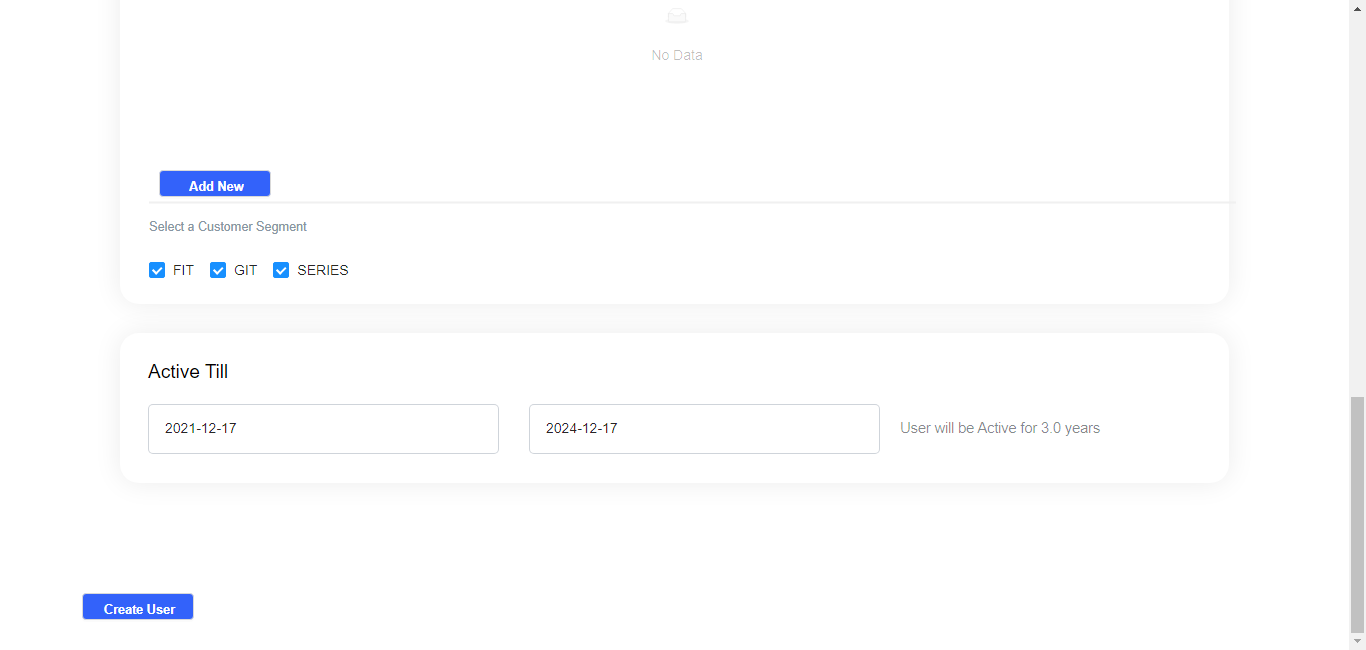 No Data
Add New
Select a Customer Segment
FIT GIT SERIES
Active Till
2021-12-17 2024-12-17 User will be Active for 3.0 years
Create User